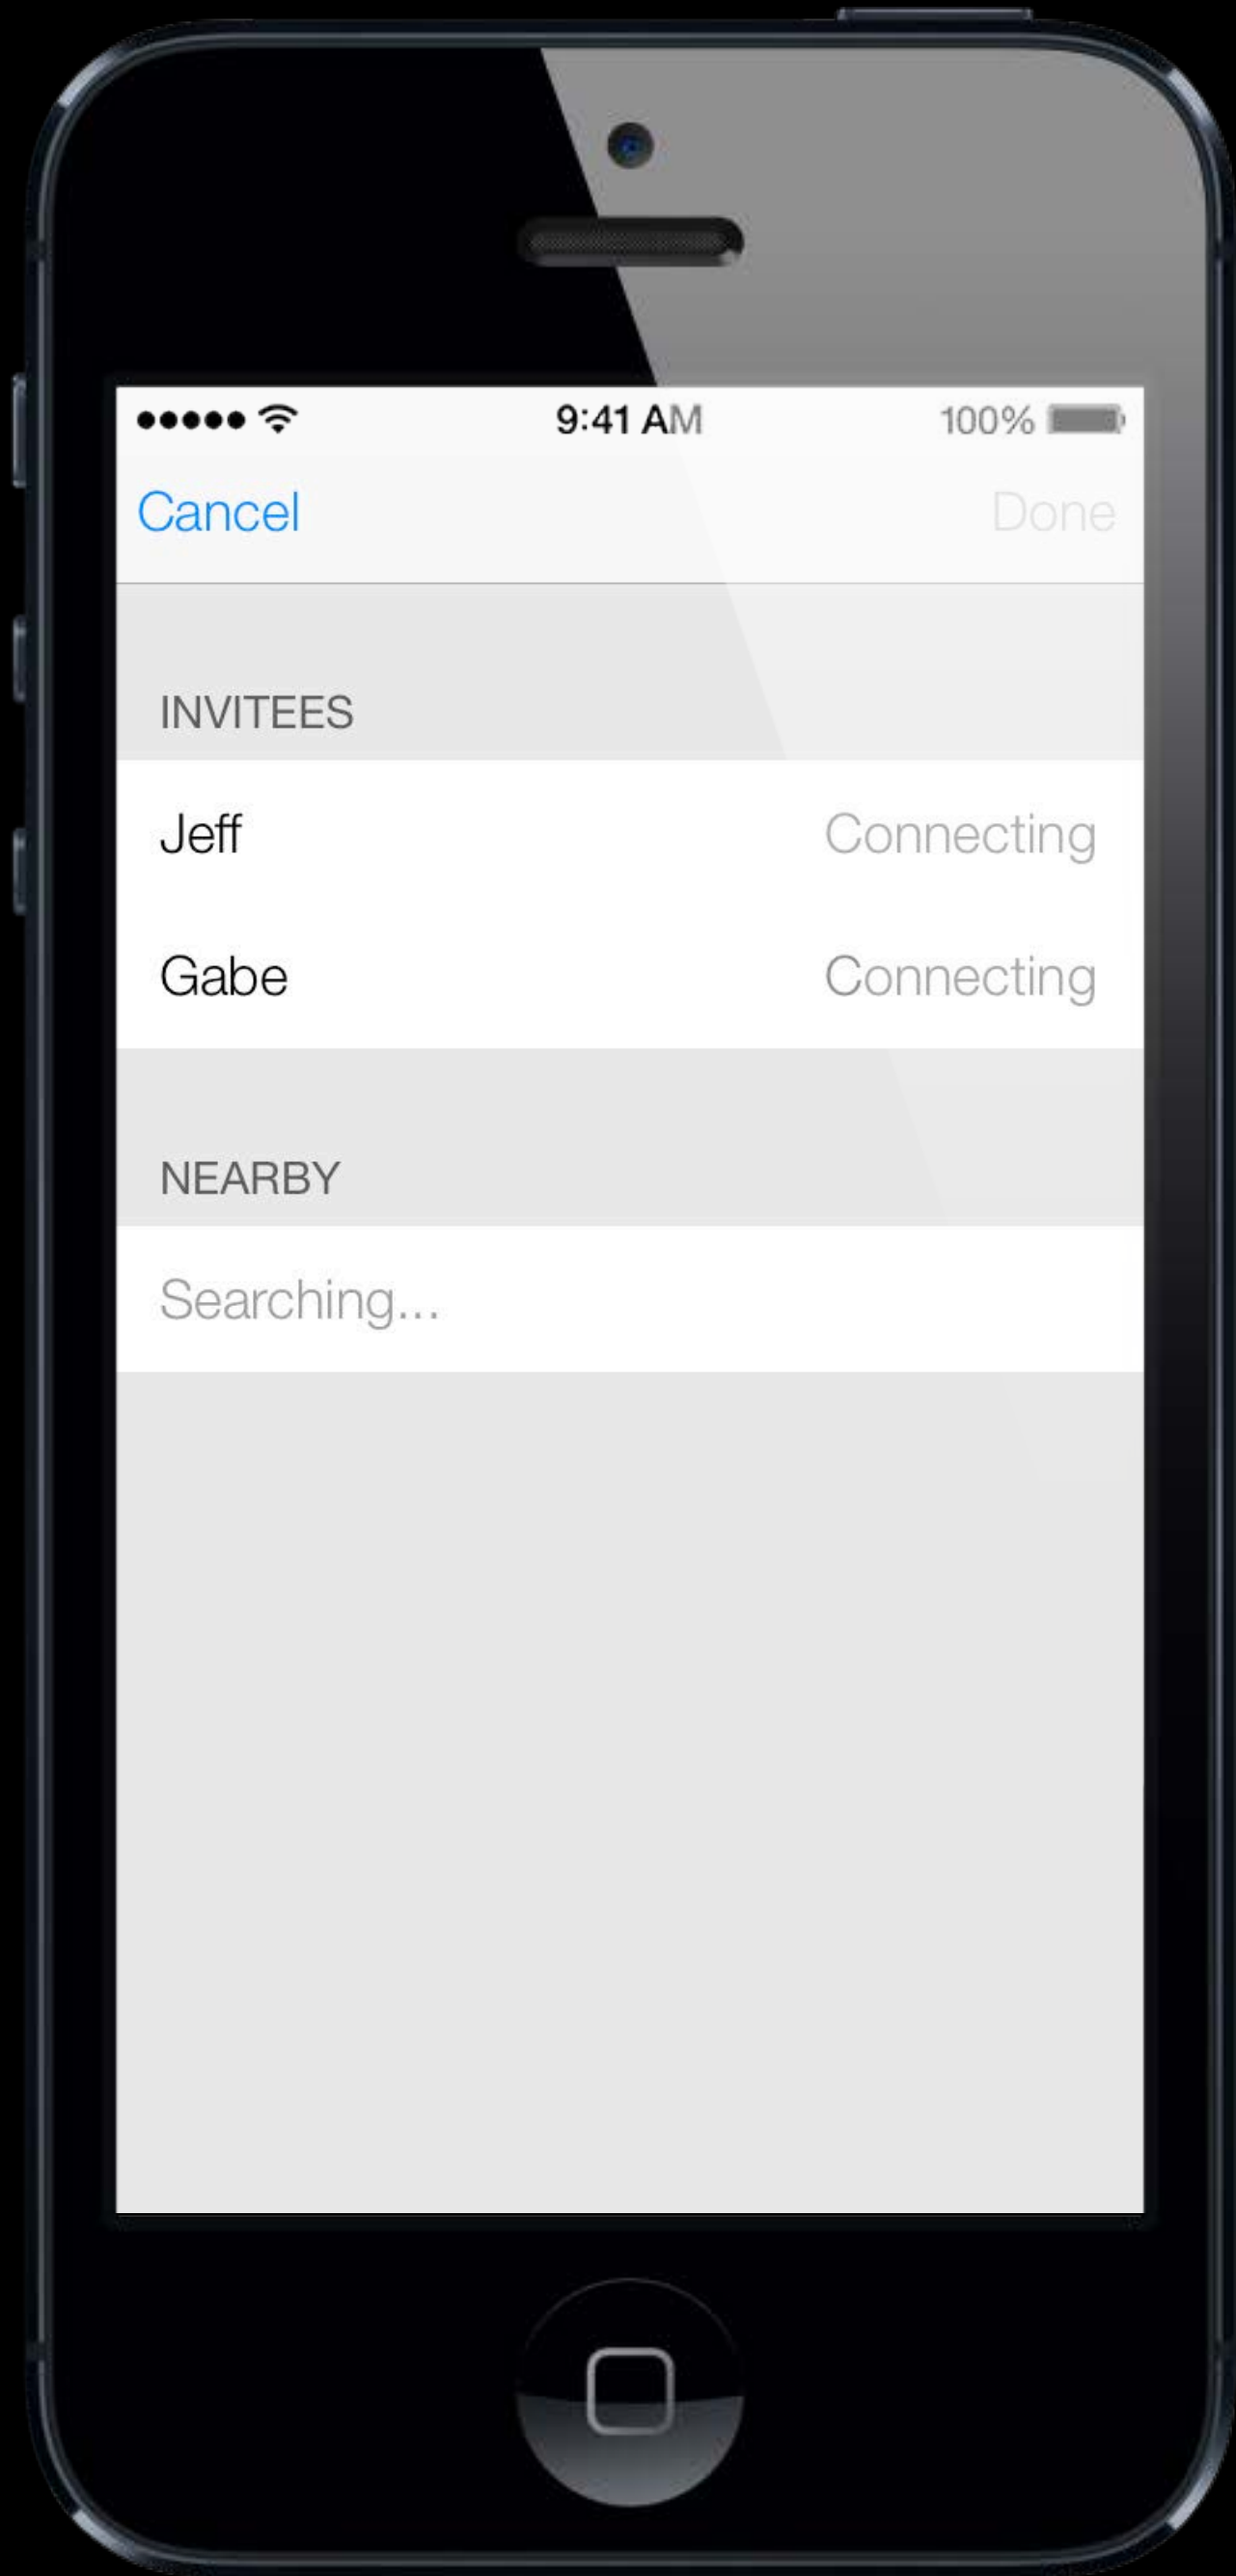 9:41 AM 100%
Cancel Done
INVITEES
Jeff Connecting
Gabe Connecting
NEARBY
Searching...